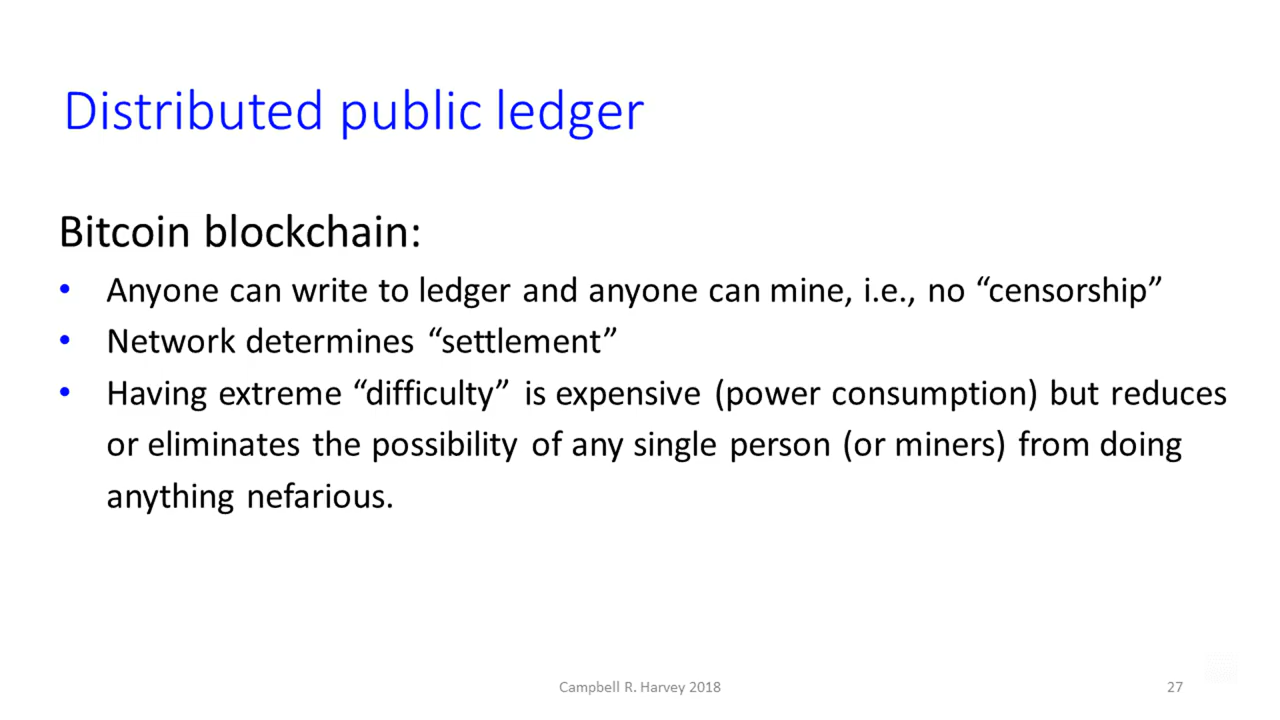 Distributed public ledger
Bitcoin blockchain:
• Anyone can write to ledger and anyone can mine, i.e., no “censorship”
• Network determines “settlement”
• Having extreme “difficulty” is expensive (power consumption) but reduces
or eliminates the possibility of any single person (or miners) from doing
anything nefarious.
Campbell R. Harvey 2018
27